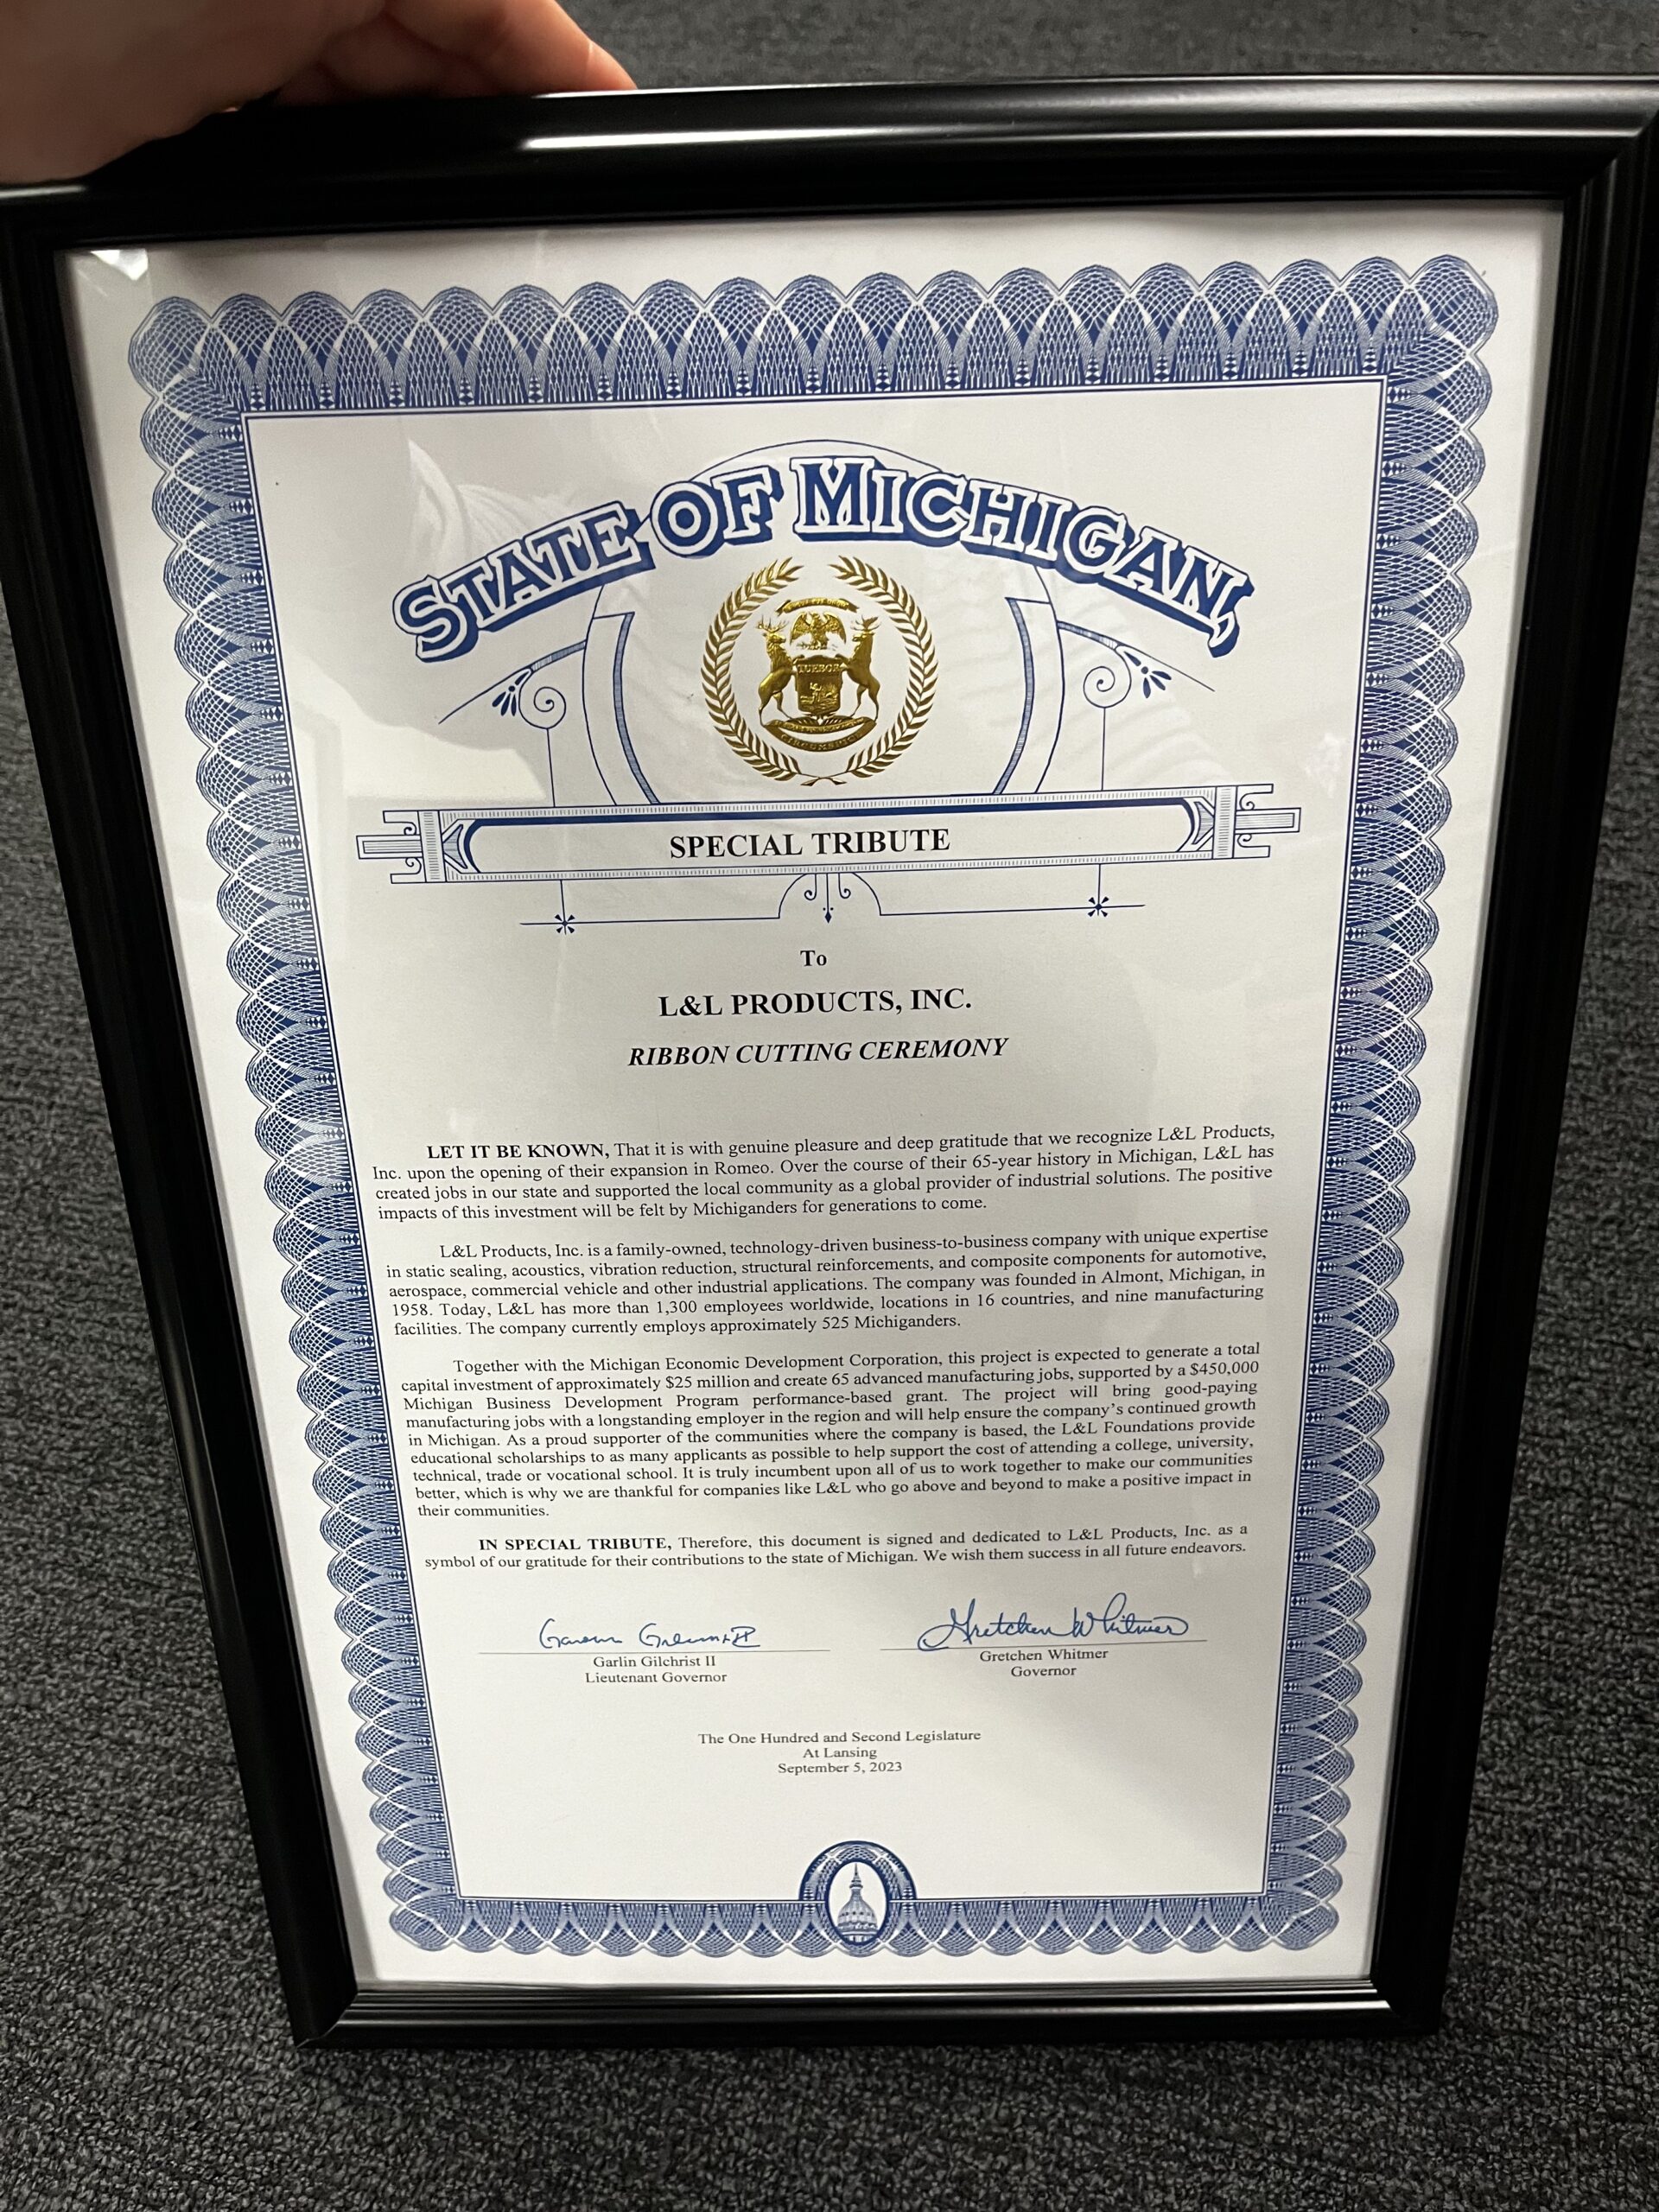 STATE OF MICHIGAN,
TUEBOR
CIRCUMSPICE
SPECIAL TRIBUTE
To
L&L PRODUCTS, INC.
RIBBON CUTTING CEREMONY
LET IT BE KNOWN, That it is with genuine pleasure and deep gratitude that we recognize L&L Products,
Inc. upon the opening of their expansion in Romeo. Over the course of their 65-year history in Michigan, L&L has
created jobs in our state and supported the local community as a global provider of industrial solutions. The positive
impacts of this investment will be felt by Michiganders for generations to come.
L&L Products, Inc. is a family-owned, technology-driven business-to-business company with unique expertise
in static sealing, acoustics, vibration reduction, structural reinforcements, and composite components for automotive,
aerospace, commercial vehicle and other industrial applications. The company was founded in Almont, Michigan, in
1958. Today, L&L has more than 1,300 employees worldwide, locations in 16 countries, and nine manufacturing
facilities. The company currently employs approximately 525 Michiganders.
Together with the Michigan Economic Development Corporation, this project is expected to generate a total
capital investment of approximately $25 million and create 65 advanced manufacturing jobs, supported by a $450,000
Michigan Business Development Program performance-based grant. The project will bring good-paying
manufacturing jobs with a longstanding employer in the region and will help ensure the company's continued growth
in Michigan. As a proud supporter of the communities where the company is based, the L&L Foundations provide
educational scholarships to as many applicants as possible to help support the cost of attending a college, university,
technical, trade or vocational school. It is truly incumbent upon all of us to work together to make our communities
better, which is why we are thankful for companies like L&L who go above and beyond to make a positive impact in
their communities.
IN SPECIAL TRIBUTE, Therefore, this document is signed and dedicated to L&L Products, Inc. as a
symbol of our gratitude for their contributions to the state of Michigan. We wish them success in all future endeavors.
Gretchen Whitmer
Garlin Gilchrist II
Lieutenant Governor
Gretchen Whitmer
Governor
The One Hundred and Second Legislature
At Lansing
September 5, 2023